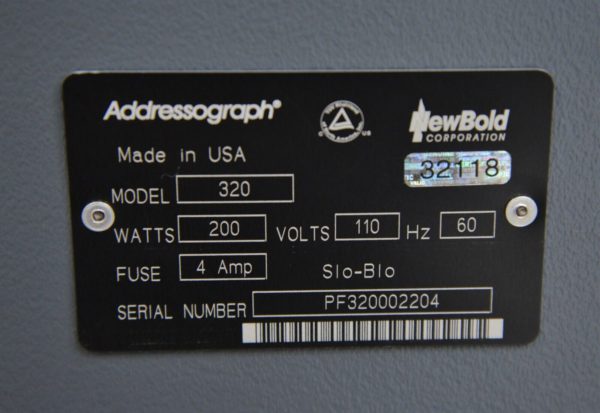 Addressograph®
NewBold
CORPORATION
Made in USA
32118
MODEL 320
WATTS 200 VOLTS 110 Hz 60
FUSE 4 Amp Slo-Blo
SERIAL NUMBER PF320002204